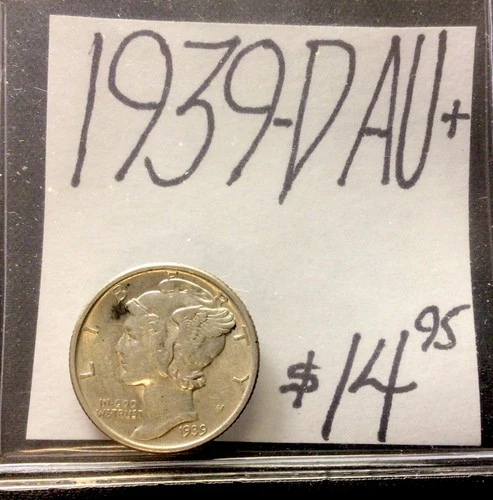 1939-D AU+
LIBERTY
IN GOD
WE TRUST
1939
$14.95